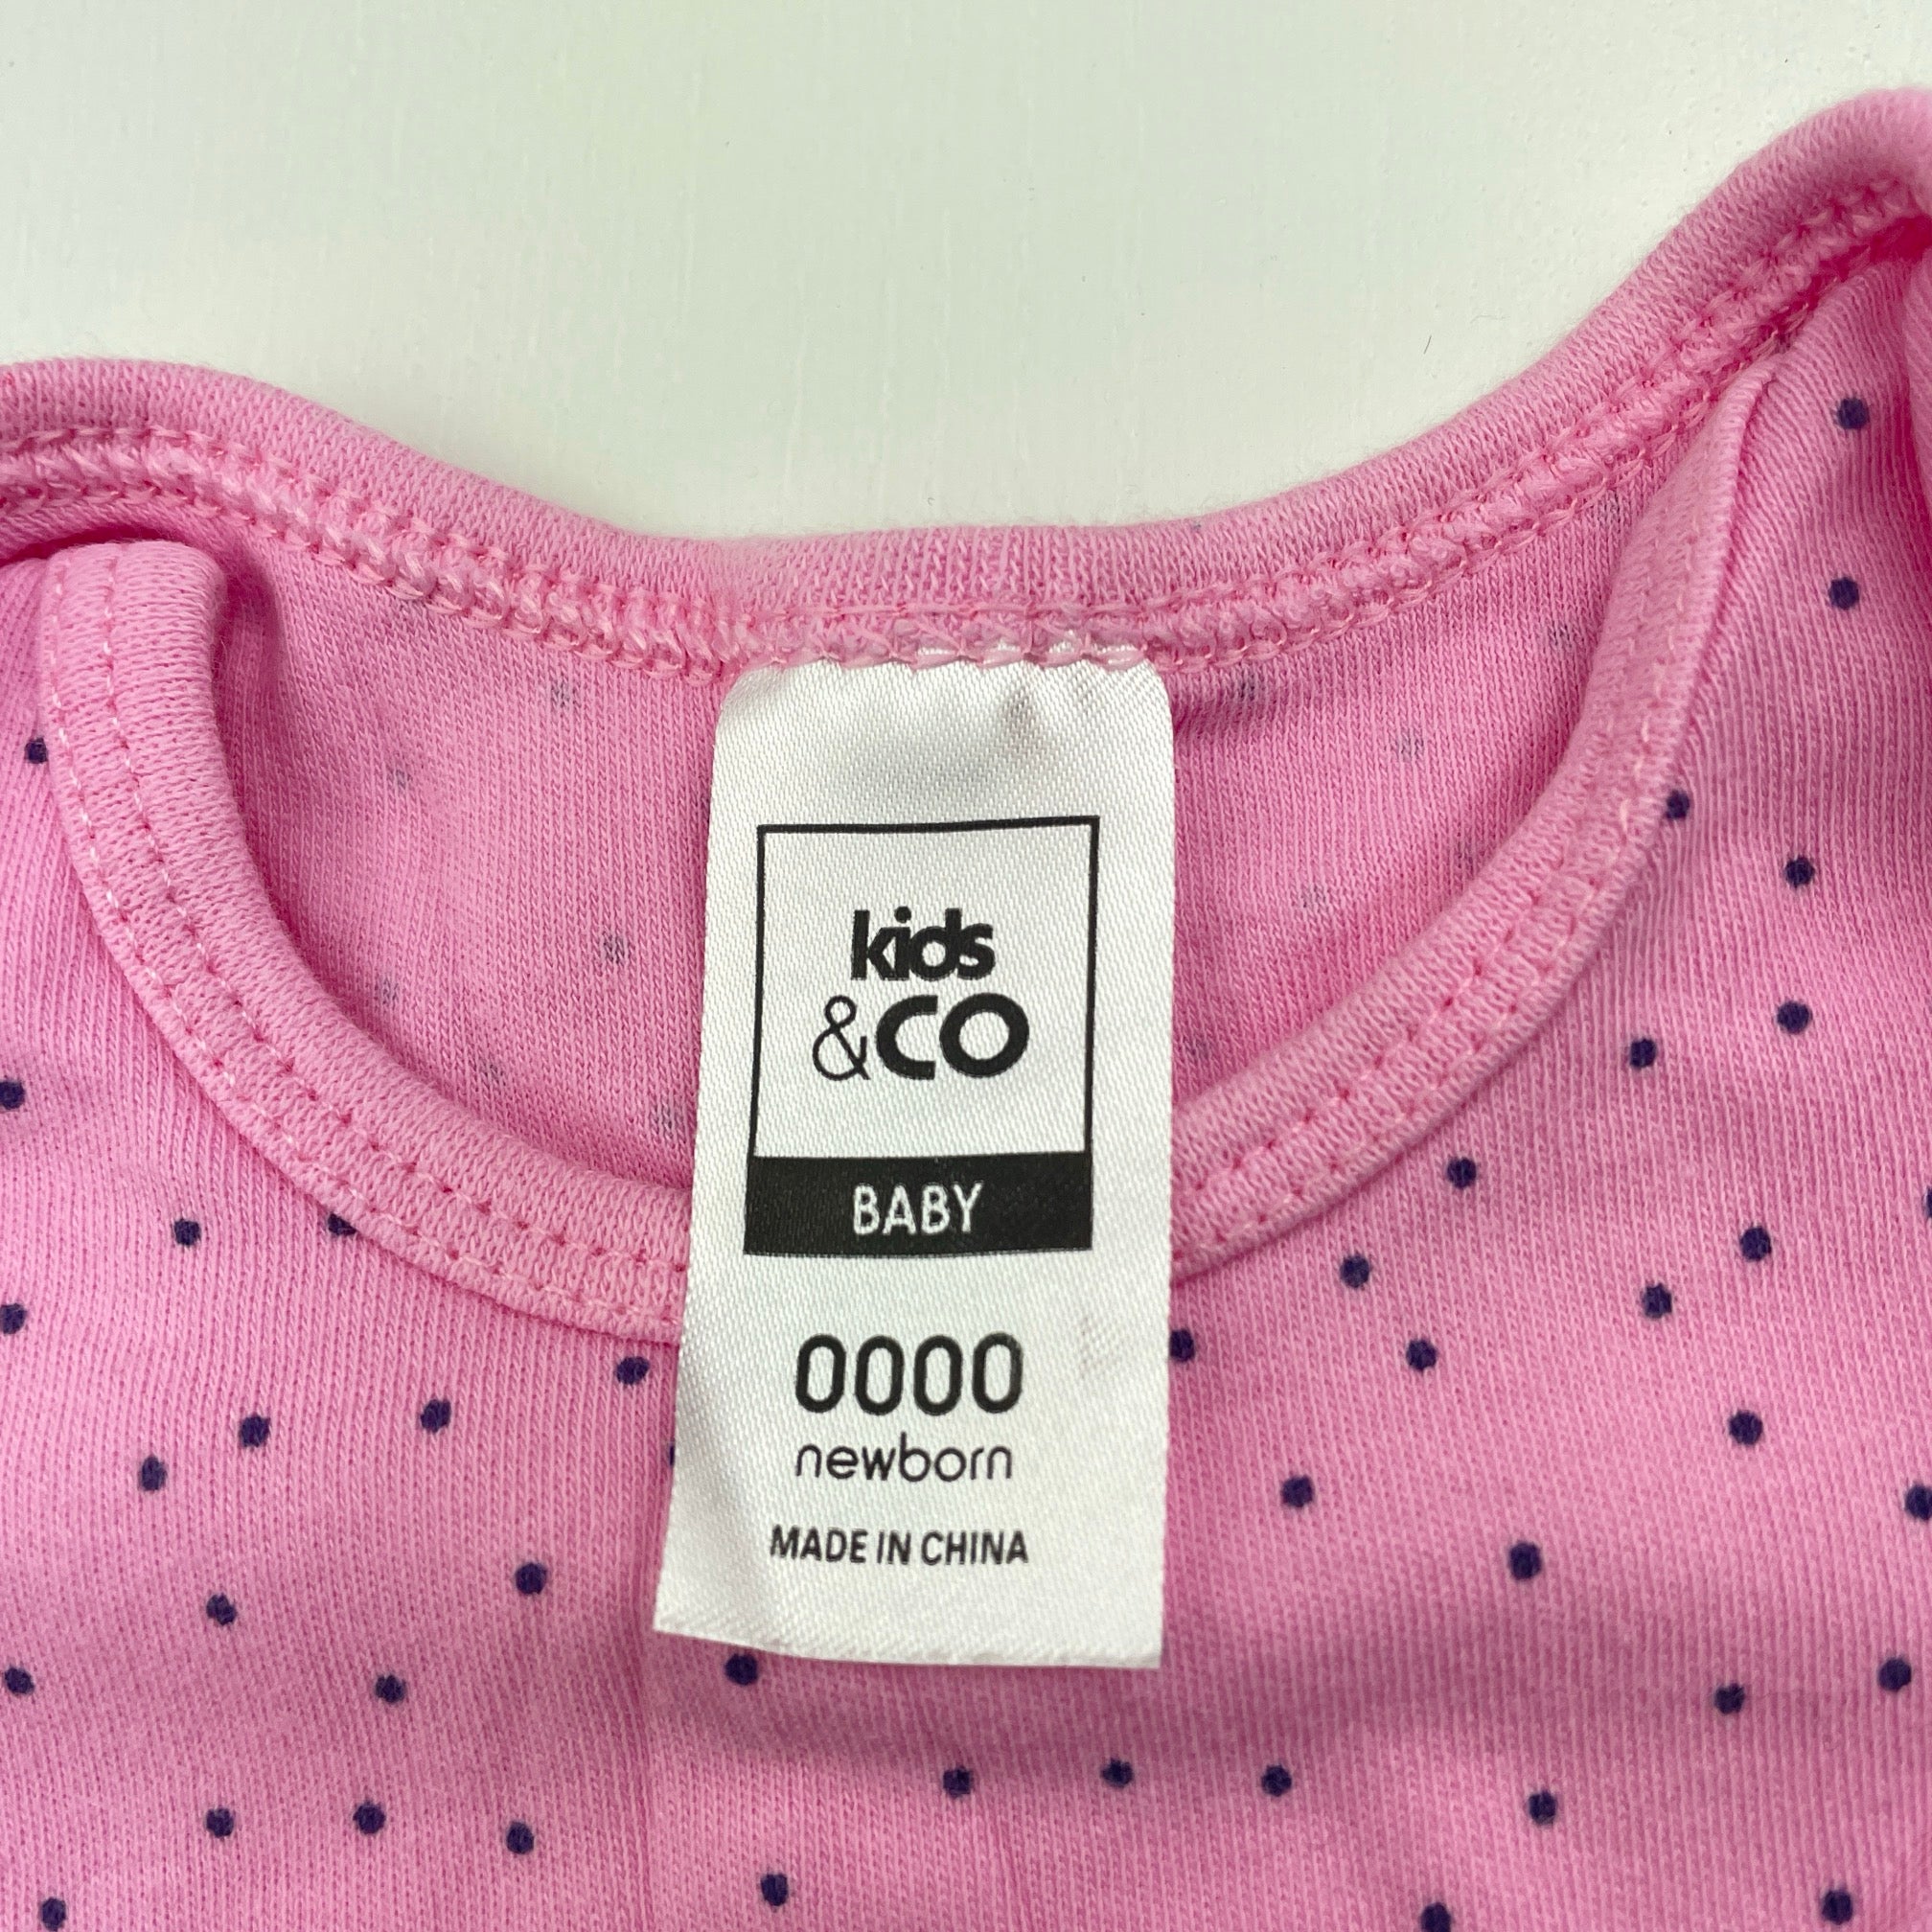 kids
&CO
BABY
0000
newborn
MADE IN CHINA